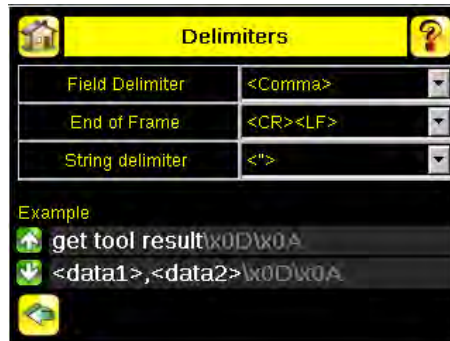 Delimiters
Field Delimiter <Comma>
End of Frame <CR><LF>
String delimiter <">
Example
get tool result\x0D\x0A
<data1>,<data2>\x0D\x0A